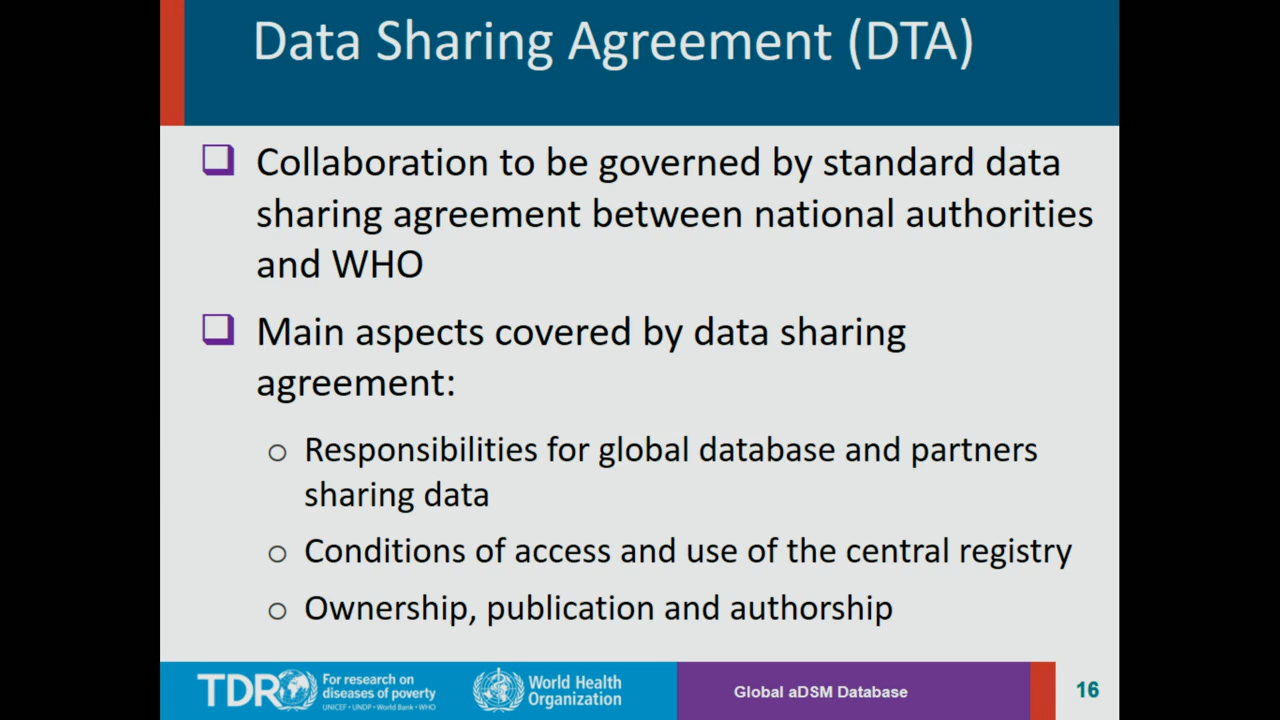 Data Sharing Agreement (DTA)
❑ Collaboration to be governed by standard data
sharing agreement between national authorities
and WHO
❑ Main aspects covered by data sharing
agreement:
o Responsibilities for global database and partners
sharing data
o Conditions of access and use of the central registry
o Ownership, publication and authorship
TDR
For research on
diseases of poverty
UNICEF • UNDP • World Bank • WHO
World Health
Organization
Global aDSM Database
16